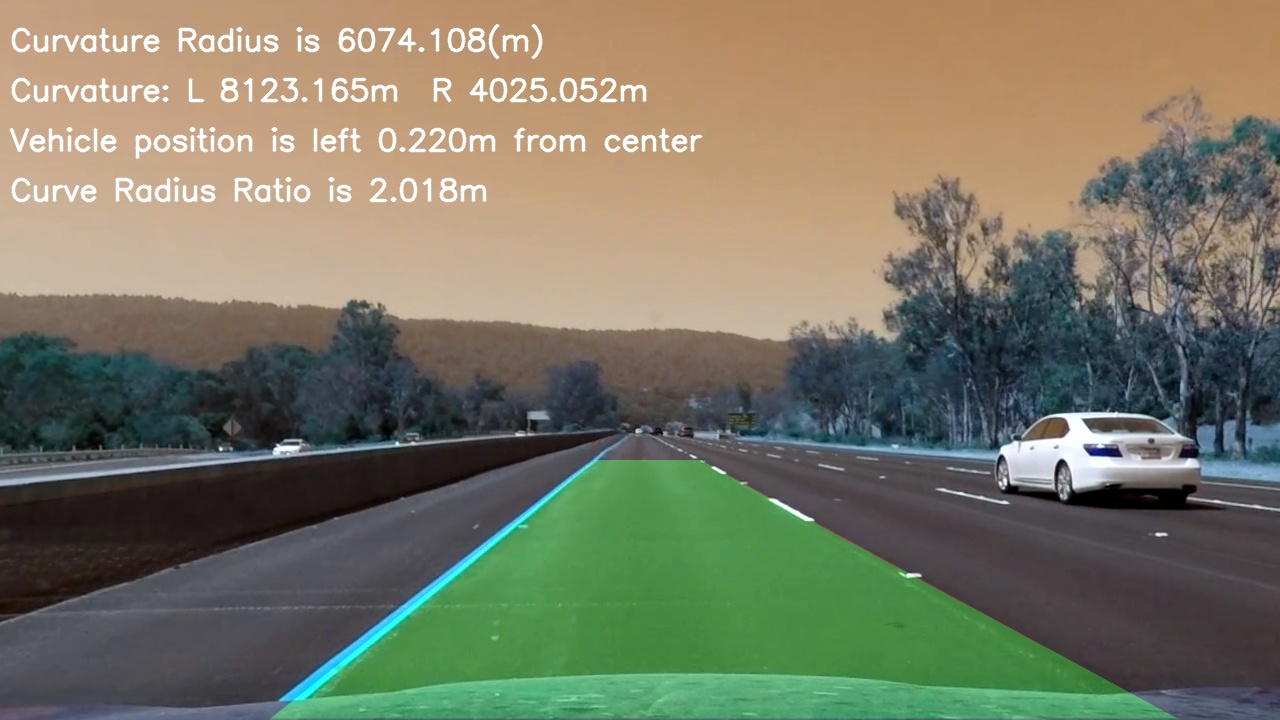 Curvature Radius is 6074.108(m)
Curvature: L 8123.165m R 4025.052m
Vehicle position is left 0.220m from center
Curve Radius Ratio is 2.018m